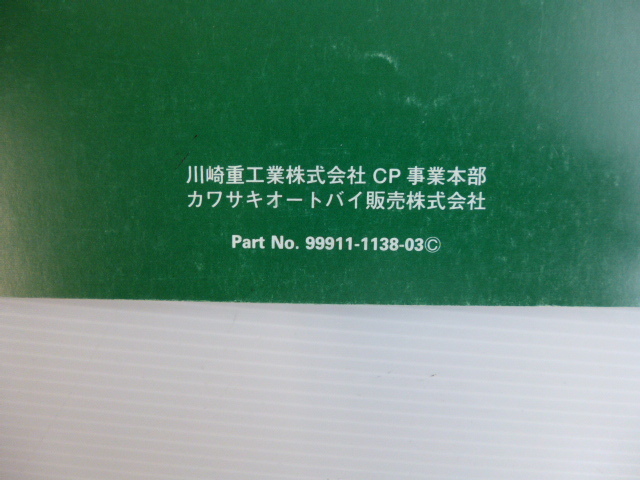 川崎重工業株式会社 CP 事業本部
カワサキオートバイ販売株式会社
Part No. 99911-1138-03©